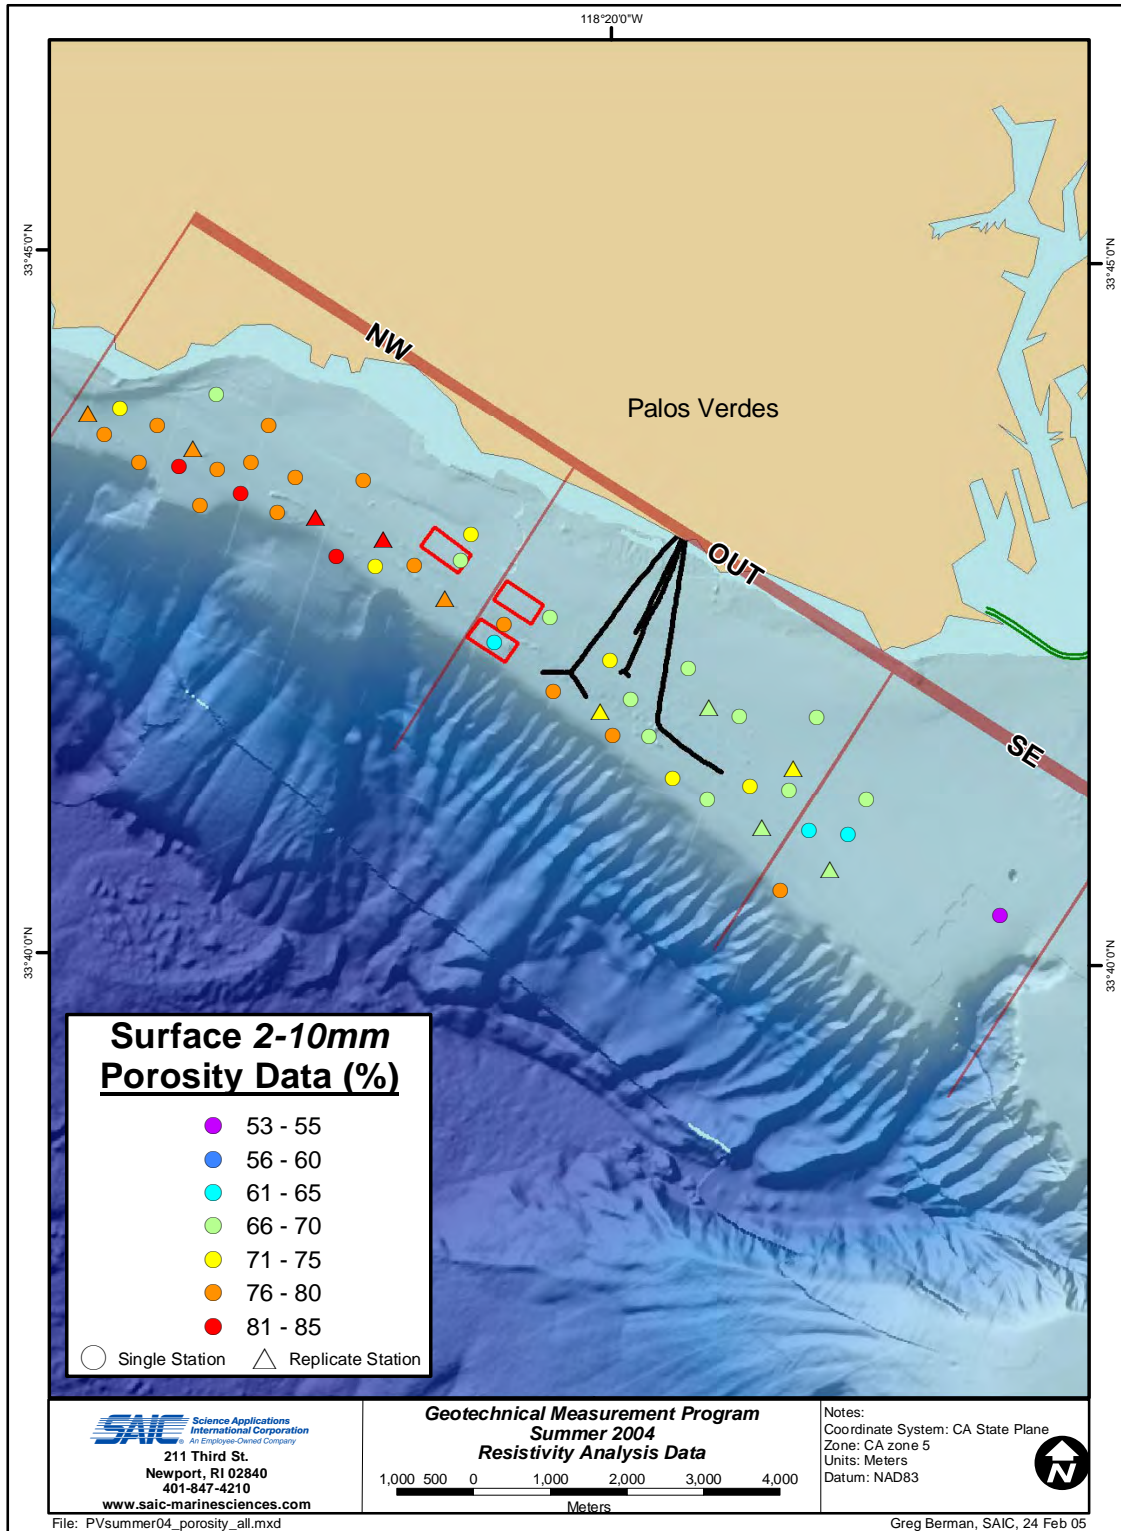 118°20'0"W
33°45'0"N
33°45'0"N
NW
Palos Verdes
OUT
SE
33°40'0"N
33°40'0"N
Surface 2-10mm
Porosity Data (%)
53 - 55
56 - 60
61 - 65
66 - 70
71 - 75
76 - 80
81 - 85
Single Station
Replicate Station
SAIC
Science Applications
International Corporation
An Employee-Owned Company
211 Third St.
Newport, RI 02840
401-847-4210
www.saic-marinesciences.com
Geotechnical Measurement Program
Summer 2004
Resistivity Analysis Data
1,000 500 0 1,000 2,000 3,000 4,000
Meters
Notes:
Coordinate System: CA State Plane
Zone: CA zone 5
Units: Meters
Datum: NAD83
N
File: PVsummer04_porosity_all.mxd
Greg Berman, SAIC, 24 Feb 05